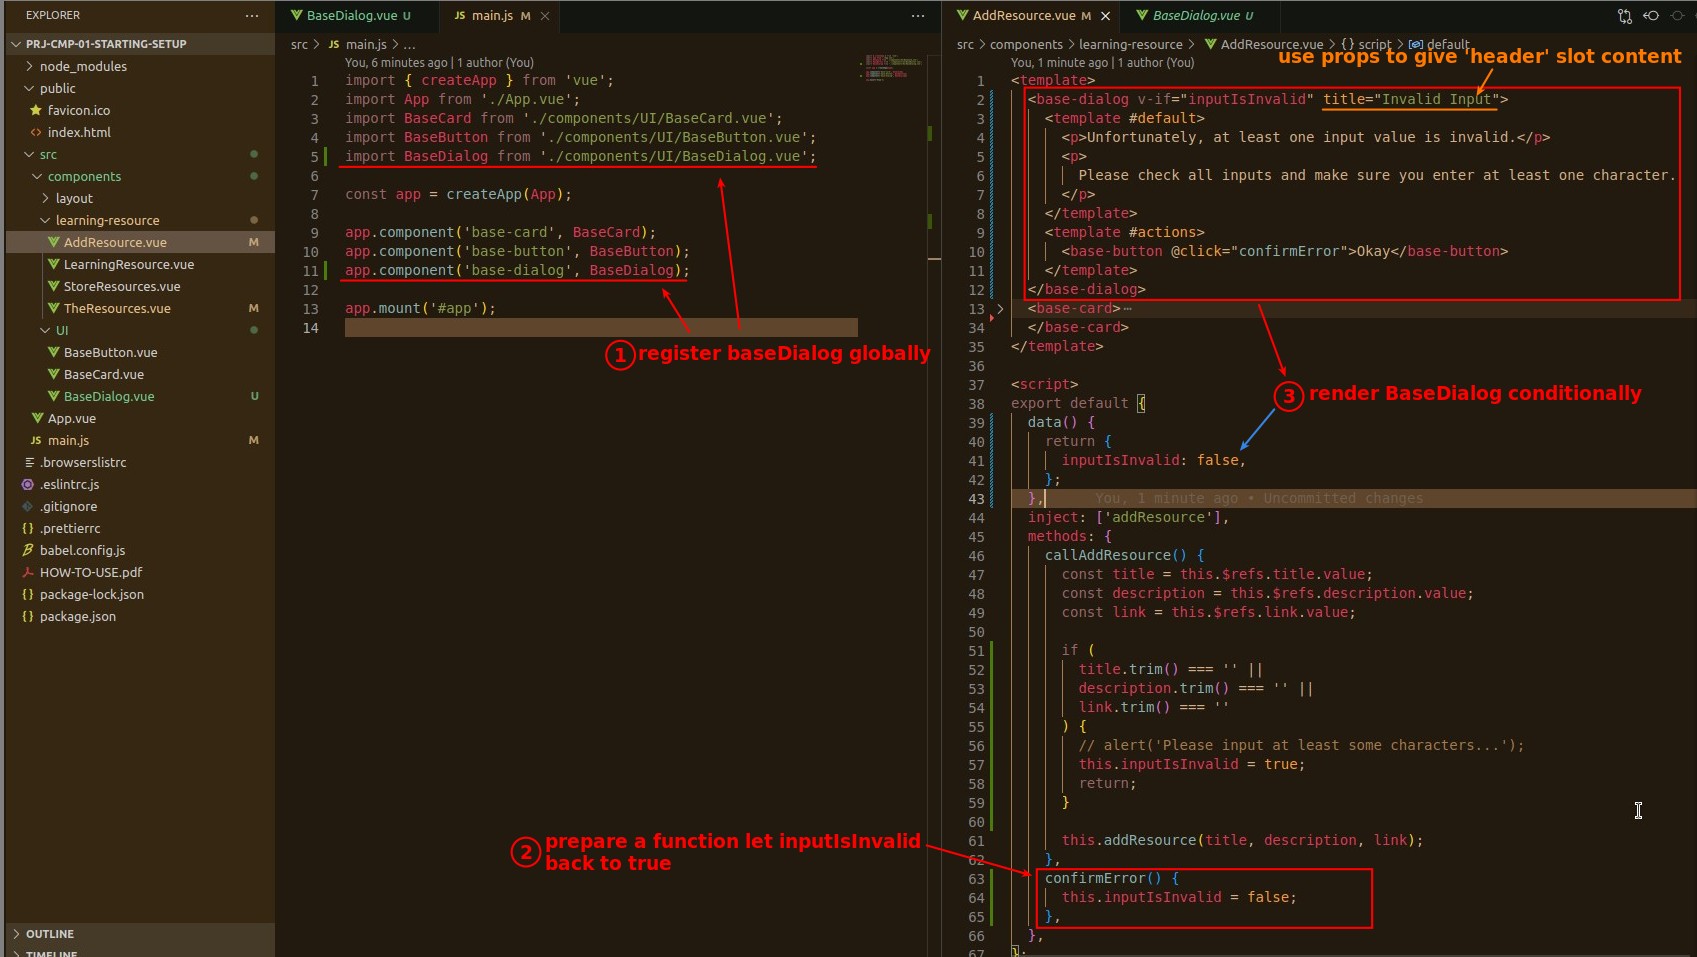 EXPLORER
PRJ-CMP-01-STARTING-SETUP
node_modules
public
favicon.ico
index.html
src
components
layout
learning-resource
AddResource.vue M
LearningResource.vue
StoreResources.vue
TheResources.vue M
UI
BaseButton.vue
BaseCard.vue
BaseDialog.vue U
App.vue
JS main.js M
.browserslistrc
.eslintrc.js
.gitignore
.prettierrc
babel.config.js
HOW-TO-USE.pdf
package-lock.json
package.json
OUTLINE
TIMELINE
BaseDialog.vue U
JS main.js M
src > JS main.js > ...
You, 6 minutes ago | 1 author (You)
1 import { createApp } from 'vue';
2 import App from './App.vue';
3 import BaseCard from './components/UI/BaseCard.vue';
4 import BaseButton from './components/UI/BaseButton.vue';
5 import BaseDialog from './components/UI/BaseDialog.vue';
6
7 const app = createApp(App);
8
9 app.component('base-card', BaseCard);
10 app.component('base-button', BaseButton);
11 app.component('base-dialog', BaseDialog);
12
13 app.mount('#app');
14
1 register baseDialog globally
2 prepare a function let inputIsInvalid
back to true
AddResource.vue M
BaseDialog.vue U
src > components > learning-resource > AddResource.vue > {} script > default
use props to give 'header' slot content
You, 1 minute ago | 1 author (You)
1 <template>
2 <base-dialog v-if="inputIsInvalid" title="Invalid Input">
3 <template #default>
4 <p>Unfortunately, at least one input value is invalid.</p>
5 <p>
6 Please check all inputs and make sure you enter at least one character.
7 </p>
8 </template>
9 <template #actions>
10 <base-button @click="confirmError">Okay</base-button>
11 </template>
12 </base-dialog>
13 <base-card>⋯
34 </base-card>
35 </template>
36
37 <script>
38 export default {
3 render BaseDialog conditionally
39 data() {
40 return {
41 inputIsInvalid: false,
42 };
43 }, You, 1 minute ago • Uncommitted changes
44 inject: ['addResource'],
45 methods: {
46 callAddResource() {
47 const title = this.$refs.title.value;
48 const description = this.$refs.description.value;
49 const link = this.$refs.link.value;
50
51 if (
52 title.trim() === '' ||
53 description.trim() === '' ||
54 link.trim() === ''
55 ) {
56 // alert('Please input at least some characters...');
57 this.inputIsInvalid = true;
58 return;
59 }
60
61 this.addResource(title, description, link);
62 },
63 confirmError() {
64 this.inputIsInvalid = false;
65 },
66 },
67 };